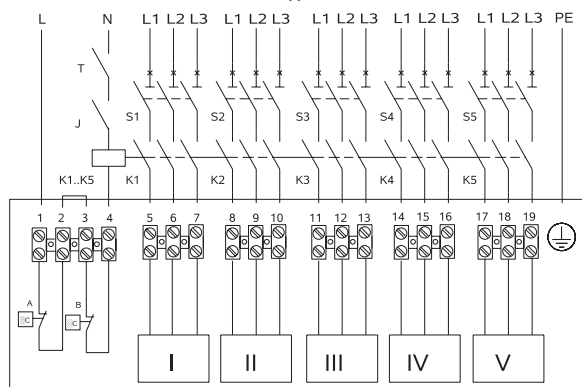 L N L1 L2 L3 L1 L2 L3 L1 L2 L3 L1 L2 L3 L1 L2 L3 PE
T
S1 S2 S3 S4 S5
J
K1..K5 K1 K2 K3 K4 K5
1 2 3 4 5 6 7 8 9 10 11 12 13 14 15 16 17 18 19
A B
I II III IV V